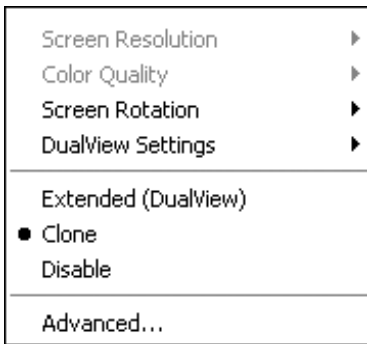 Screen Resolution
Color Quality
Screen Rotation
DualView Settings
Extended (DualView)
Clone
Disable
Advanced...